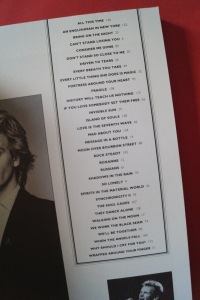 ALL THIS TIME
AN ENGLISHMAN IN NEW YORK
BRING ON THE NIGHT
CAN'T STAND LOSING YOU
CONSIDER ME GONE
DON'T STAND SO CLOSE TO ME
DRIVEN TO TEARS
EVERY BREATH YOU TAKE
EVERY LITTLE THING SHE DOES IS MAGIC
FORTRESS AROUND YOUR HEART
FRAGILE
HISTORY WILL TEACH US NOTHING
IF YOU LOVE SOMEBODY SET THEM FREE
INVISIBLE SUN
ISLAND OF SOULS
LOVE IS THE SEVENTH WAVE
MAD ABOUT YOU
MESSAGE IN A BOTTLE
MOON OVER BOURBON STREET
ROCK STEADY
ROXANNE
RUSSIANS
SHADOWS IN THE RAIN
SO LONELY
SPIRITS IN THE MATERIAL WORLD
SYNCHRONICITY II
THE SOUL CAGES
THEY DANCE ALONE
WALKING ON THE MOON
WE WORK THE BLACK SEAM
WE'LL BE TOGETHER
WHEN THE ANGELS FALL
WHY SHOULD I CRY FOR YOU?
WRAPPED AROUND YOUR FINGER